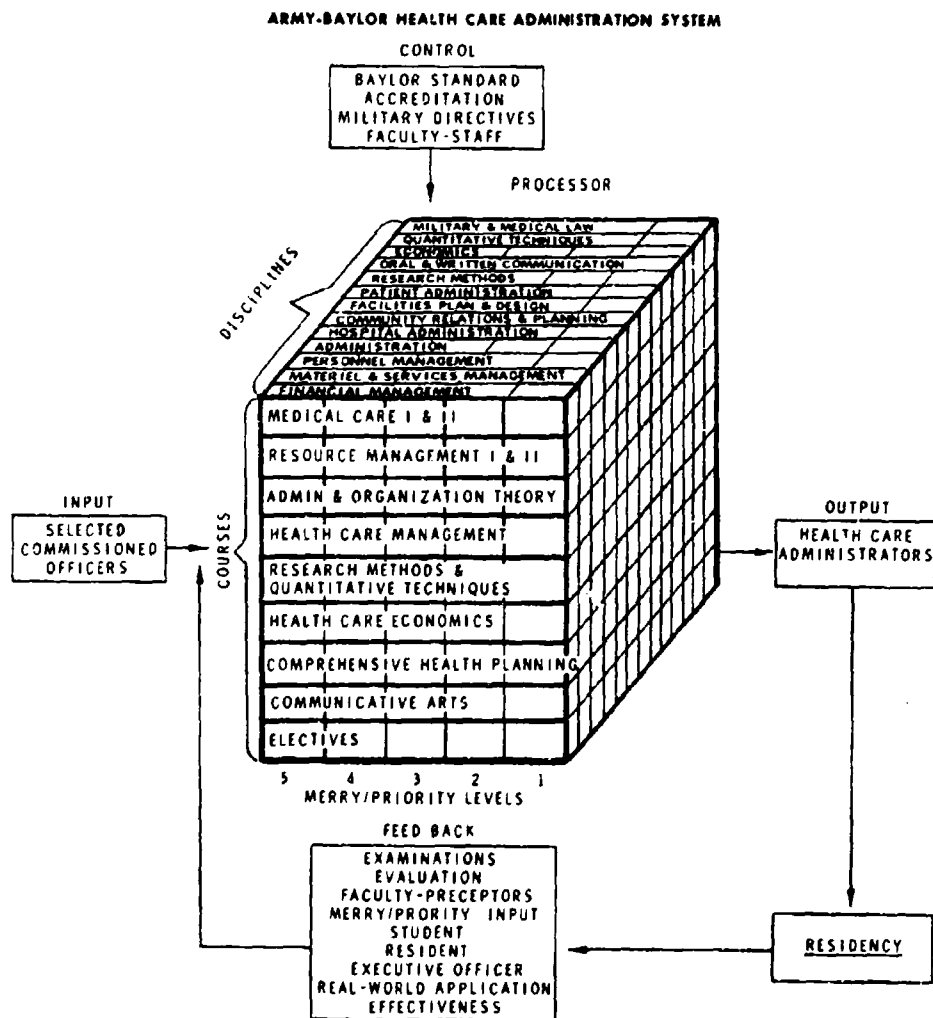 ARMY-BAYLOR HEALTH CARE ADMINISTRATION SYSTEM
CONTROL
BAYLOR STANDARD
ACCREDITATION
MILITARY DIRECTIVES
FACULTY-STAFF
PROCESSOR
DISCIPLINES
MILITARY & MEDICAL LAW
QUANTITATIVE TECHNIQUES
ECONOMICS
ORAL & WRITTEN COMMUNICATION
RESEARCH METHODS
PATIENT ADMINISTRATION
FACILITIES PLAN & DESIGN
COMMUNITY RELATIONS & PLANNING
HOSPITAL ADMINISTRATION
ADMINISTRATION
PERSONNEL MANAGEMENT
MATERIEL & SERVICES MANAGEMENT
FINANCIAL MANAGEMENT
COURSES
MEDICAL CARE I & II
RESOURCE MANAGEMENT I & II
ADMIN & ORGANIZATION THEORY
HEALTH CARE MANAGEMENT
RESEARCH METHODS &
QUANTITATIVE TECHNIQUES
HEALTH CARE ECONOMICS
COMPREHENSIVE HEALTH PLANNING
COMMUNICATIVE ARTS
ELECTIVES
5 4 3 2 1
MERRY/PRIORITY LEVELS
INPUT
SELECTED
COMMISSIONED
OFFICERS
OUTPUT
HEALTH CARE
ADMINISTRATORS
RESIDENCY
FEED BACK
EXAMINATIONS
EVALUATION
FACULTY-PRECEPTORS
MERRY/PRORITY INPUT
STUDENT
RESIDENT
EXECUTIVE OFFICER
REAL-WORLD APPLICATION
EFFECTIVENESS